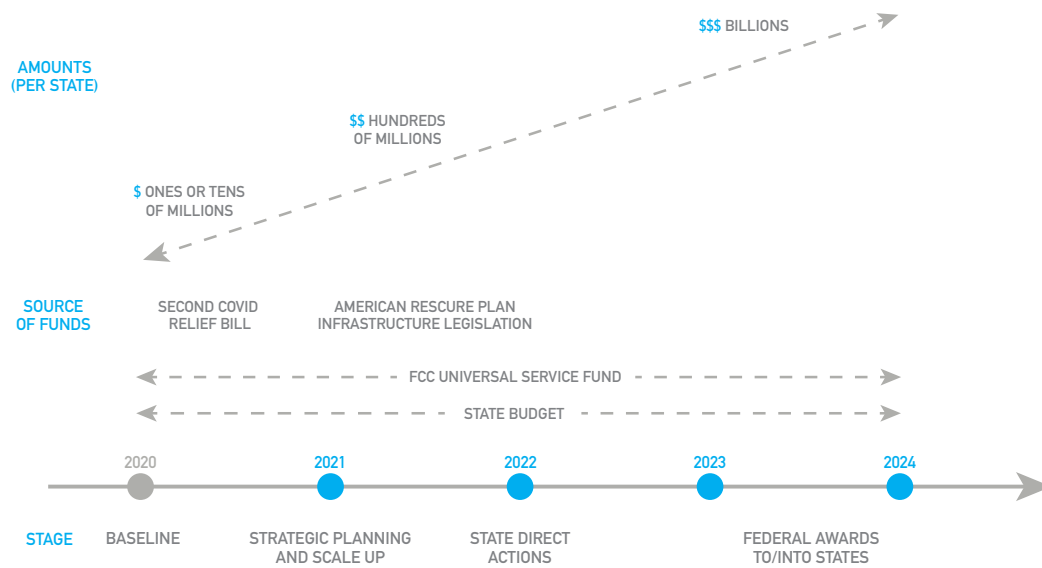 $$$ BILLIONS
AMOUNTS
(PER STATE)
$$ HUNDREDS
OF MILLIONS
$ ONES OR TENS
OF MILLIONS
SOURCE
OF FUNDS
SECOND COVID
RELIEF BILL
AMERICAN RESCURE PLAN
INFRASTRUCTURE LEGISLATION
FCC UNIVERSAL SERVICE FUND
STATE BUDGET
2020
2021
2022
2023
2024
STAGE
BASELINE
STRATEGIC PLANNING
AND SCALE UP
STATE DIRECT
ACTIONS
FEDERAL AWARDS
TO/INTO STATES